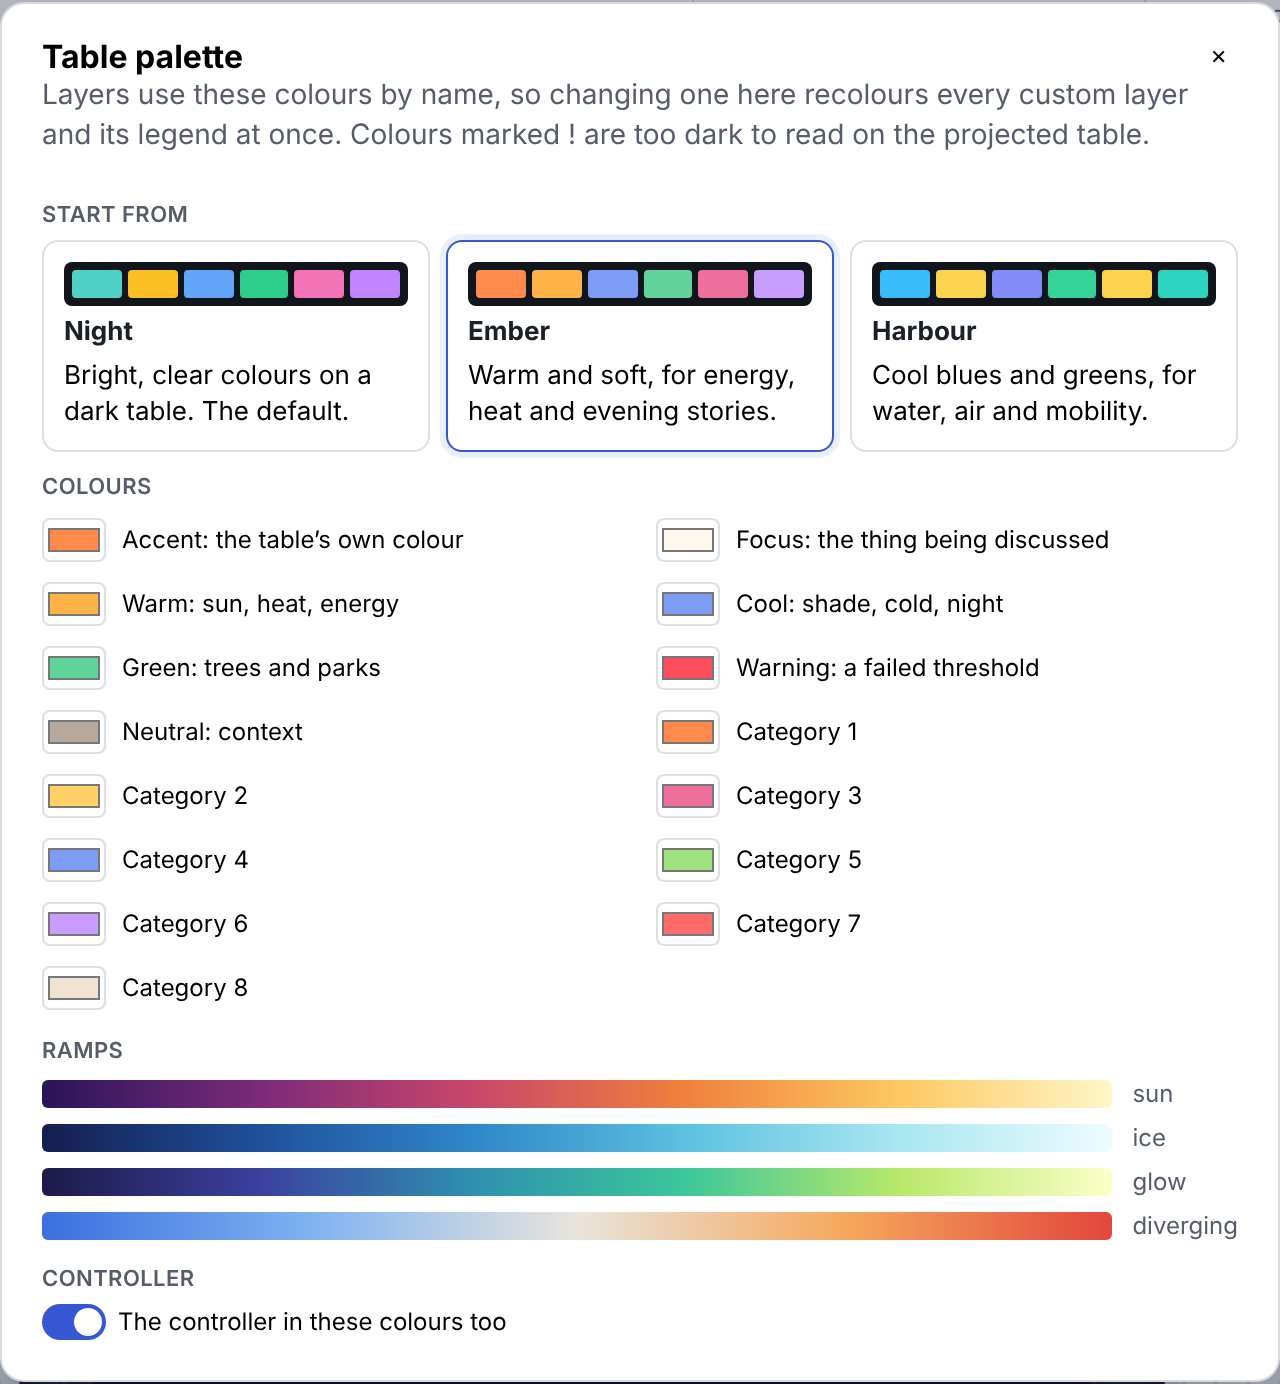 Table palette
×
Layers use these colours by name, so changing one here recolours every custom layer
and its legend at once. Colours marked ! are too dark to read on the projected table.
START FROM
Night
Bright, clear colours on a
dark table. The default.
Ember
Warm and soft, for energy,
heat and evening stories.
Harbour
Cool blues and greens, for
water, air and mobility.
COLOURS
Accent: the table’s own colour
Focus: the thing being discussed
Warm: sun, heat, energy
Cool: shade, cold, night
Green: trees and parks
Warning: a failed threshold
Neutral: context
Category 1
Category 2
Category 3
Category 4
Category 5
Category 6
Category 7
Category 8
RAMPS
sun
ice
glow
diverging
CONTROLLER
The controller in these colours too